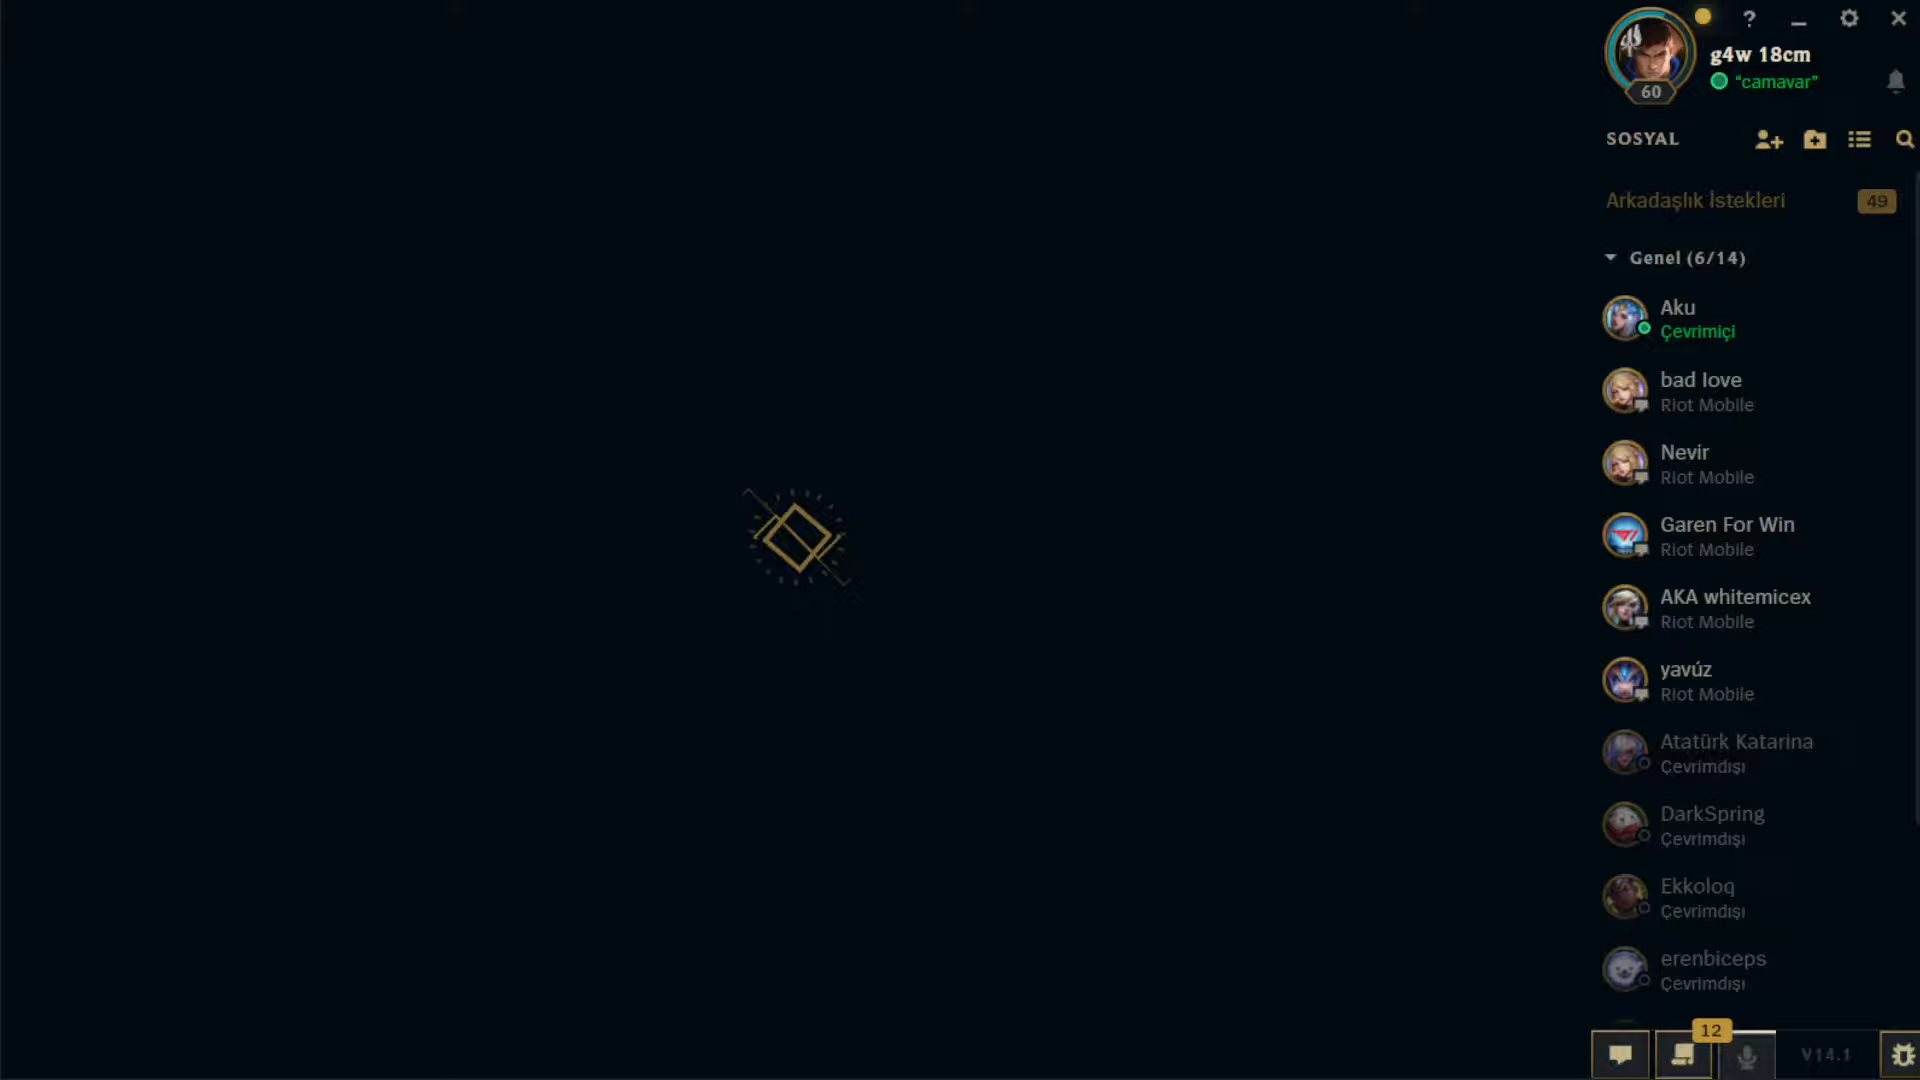 ?
g4w 18cm
"camavar"
60
SOSYAL
Arkadaşlık İstekleri
49
Genel (6/14)
Aku
Çevrimiçi
bad love
Riot Mobile
Nevir
Riot Mobile
Garen For Win
Riot Mobile
AKA whitemicex
Riot Mobile
yavúz
Riot Mobile
Atatürk Katarina
Çevrimdışı
DarkSpring
Çevrimdışı
Ekkoloq
Çevrimdışı
erenbiceps
Çevrimdışı
12
V14.1